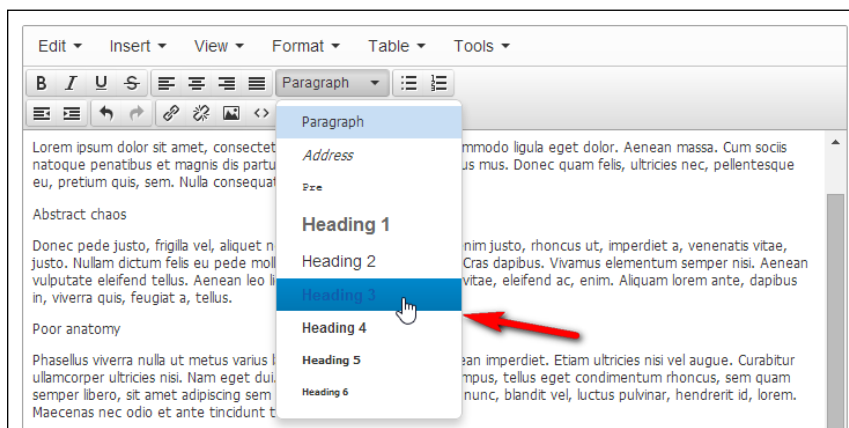 Edit Insert View Format Table Tools
B I U S Paragraph
Paragraph
Address
Pre
Heading 1
Heading 2
Heading 3
Heading 4
Heading 5
Heading 6
Lorem ipsum dolor sit amet, consectet mmodo ligula eget dolor. Aenean massa. Cum sociis
natoque penatibus et magnis dis partu us mus. Donec quam felis, ultricies nec, pellentesque
eu, pretium quis, sem. Nulla consequat
Abstract chaos
Donec pede justo, frigilla vel, aliquet n nim justo, rhoncus ut, imperdiet a, venenatis vitae,
justo. Nullam dictum felis eu pede moll Cras dapibus. Vivamus elementum semper nisi. Aenean
vulputate eleifend tellus. Aenean leo li vitae, eleifend ac, enim. Aliquam lorem ante, dapibus
in, viverra quis, feugiat a, tellus.
Poor anatomy
Phasellus viverra nulla ut metus varius l ean imperdiet. Etiam ultricies nisi vel augue. Curabitur
ullamcorper ultricies nisi. Nam eget dui. mpus, tellus eget condimentum rhoncus, sem quam
semper libero, sit amet adipiscing sem nunc, blandit vel, luctus pulvinar, hendrerit id, lorem.
Maecenas nec odio et ante tincidunt t